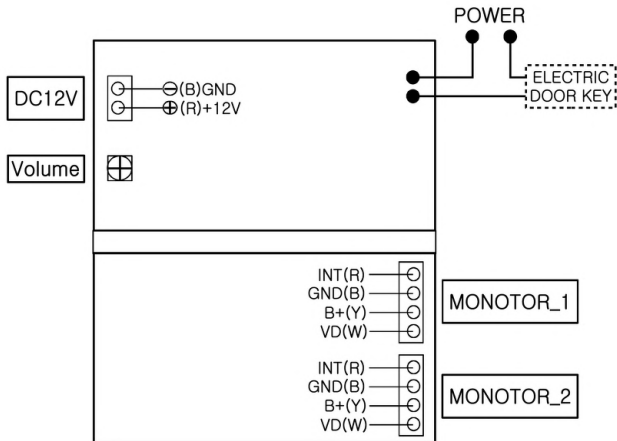 POWER
ELECTRIC
DOOR KEY
DC12V
⊖(B)GND
⊕(R)+12V
Volume
INT(R)
GND(B)
B+(Y)
VD(W)
MONOTOR_1
INT(R)
GND(B)
B+(Y)
VD(W)
MONOTOR_2